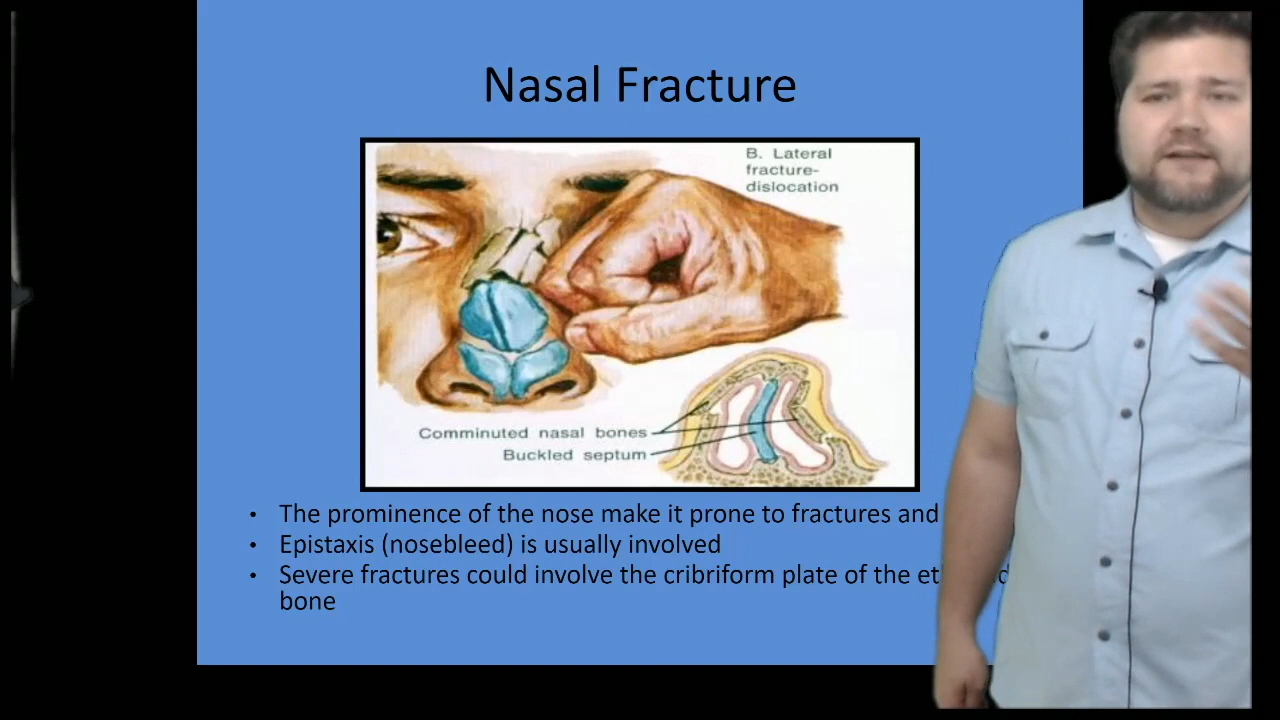 Nasal Fracture
B. Lateral
fracture-
dislocation
Comminuted nasal bones
Buckled septum
• The prominence of the nose make it prone to fractures and
• Epistaxis (nosebleed) is usually involved
• Severe fractures could involve the cribriform plate of the
bone